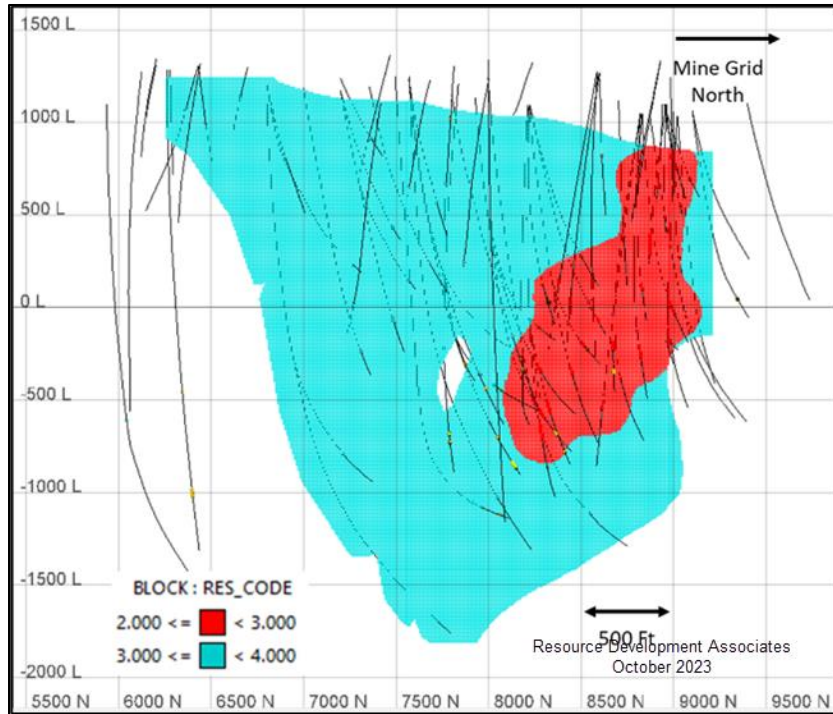 1500 L
Mine Grid
North
1000 L
500 L
0 L
-500 L
-1000 L
BLOCK : RES_CODE
-1500 L
2.000 <= < 3.000
3.000 <= < 4.000
500 Ft
Resource Development Associates
October 2023
-2000 L
5500 N 6000 N 6500 N 7000 N 7500 N 8000 N 8500 N 9000 N 9500 N